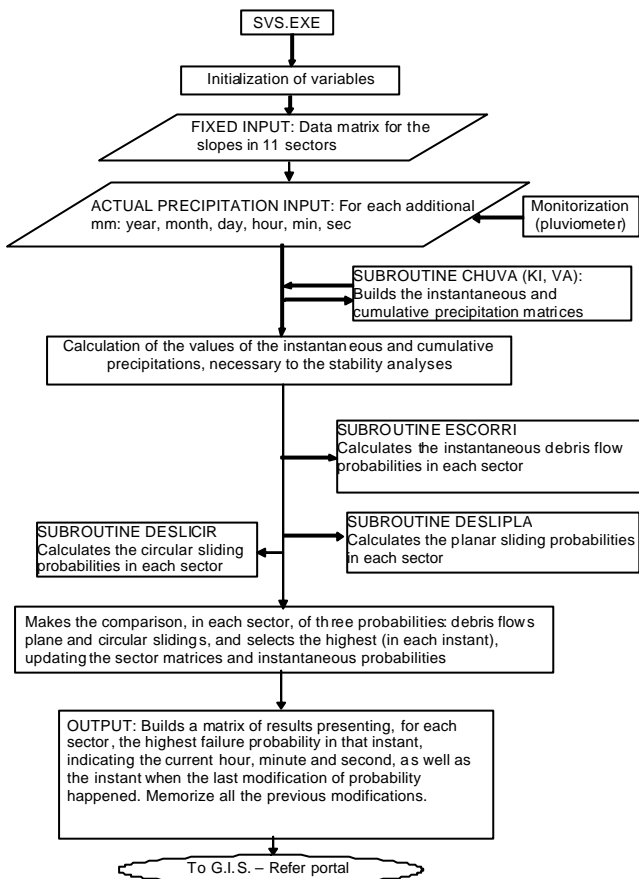 SVS.EXE
Initialization of variables
FIXED INPUT: Data matrix for the
slopes in 11 sectors
ACTUAL PRECIPITATION INPUT: For each additional
mm: year, month, day, hour, min, sec
Monitorization
(pluviometer)
SUBROUTINE CHUVA (KI, VA):
Builds the instantaneous and
cumulative precipitation matrices
Calculation of the values of the instantaneous and cumulative
precipitations, necessary to the stability analyses
SUBROUTINE ESCORRI
Calculates the instantaneous debris flow
probabilities in each sector
SUBROUTINE DESLICIR
Calculates the circular sliding
probabilities in each sector
SUBROUTINE DESLIPLA
Calculates the planar sliding probabilities
in each sector
Makes the comparison, in each sector, of three probabilities: debris flows
plane and circular slidings, and selects the highest (in each instant),
updating the sector matrices and instantaneous probabilities
OUTPUT: Builds a matrix of results presenting, for each
sector, the highest failure probability in that instant,
indicating the current hour, minute and second, as well as
the instant when the last modification of probability
happened. Memorize all the previous modifications.
To G.I.S. – Refer portal